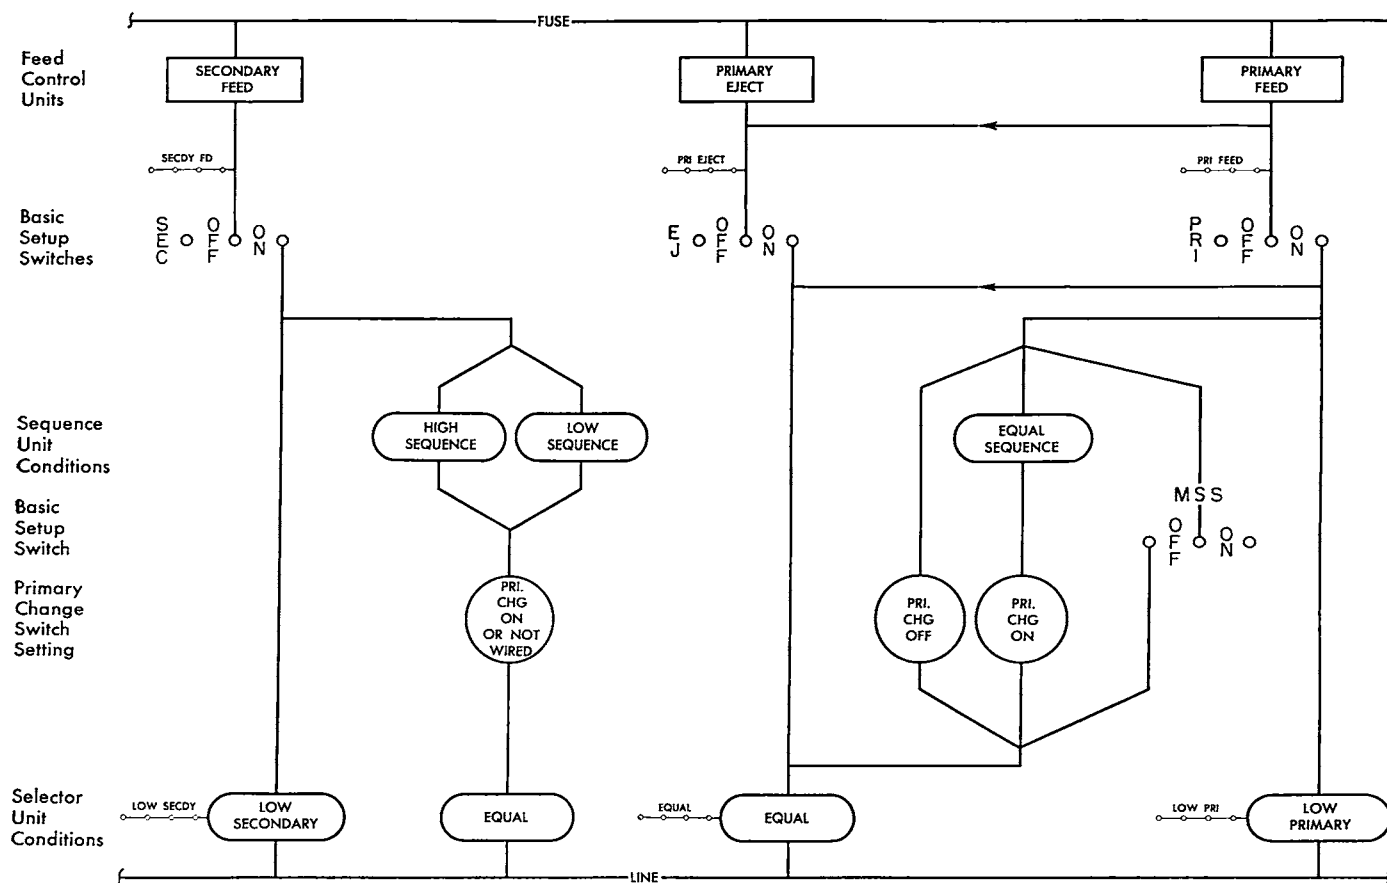 FUSE
Feed
Control
Units
SECONDARY
FEED
PRIMARY
EJECT
PRIMARY
FEED
SECDY FD
PRI EJECT
PRI FEED
Basic
Setup
Switches
SEC OFF ON
EJ OFF ON
PRI OFF ON
Sequence
Unit
Conditions
HIGH
SEQUENCE
LOW
SEQUENCE
EQUAL
SEQUENCE
Basic
Setup
Switch
MSS
OFF ON
Primary
Change
Switch
Setting
PRI.
CHG
ON
OR NOT
WIRED
PRI.
CHG
OFF
PRI.
CHG
ON
Selector
Unit
Conditions
LOW SECDY
LOW
SECONDARY
EQUAL
EQUAL
EQUAL
LOW PRI
LOW
PRIMARY
LINE